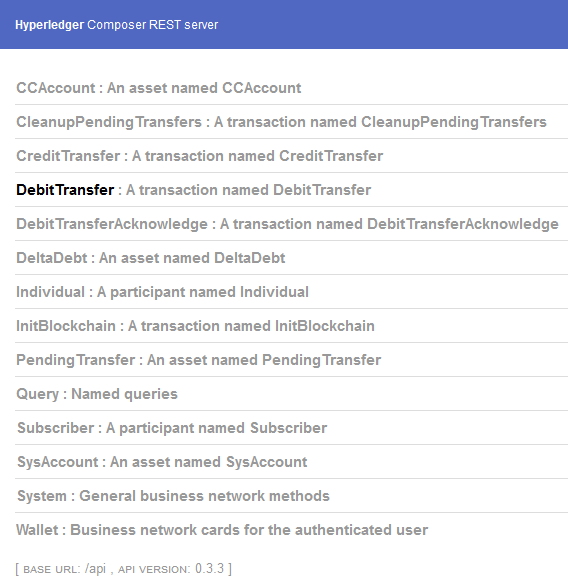 Hyperledger Composer REST server
CCAccount : An asset named CCAccount
CleanupPendingTransfers : A transaction named CleanupPendingTransfers
CreditTransfer : A transaction named CreditTransfer
DebitTransfer : A transaction named DebitTransfer
DebitTransferAcknowledge : A transaction named DebitTransferAcknowledge
DeltaDebt : An asset named DeltaDebt
Individual : A participant named Individual
InitBlockchain : A transaction named InitBlockchain
PendingTransfer : An asset named PendingTransfer
Query : Named queries
Subscriber : A participant named Subscriber
SysAccount : An asset named SysAccount
System : General business network methods
Wallet : Business network cards for the authenticated user
[ BASE URL: /api , API VERSION: 0.3.3 ]